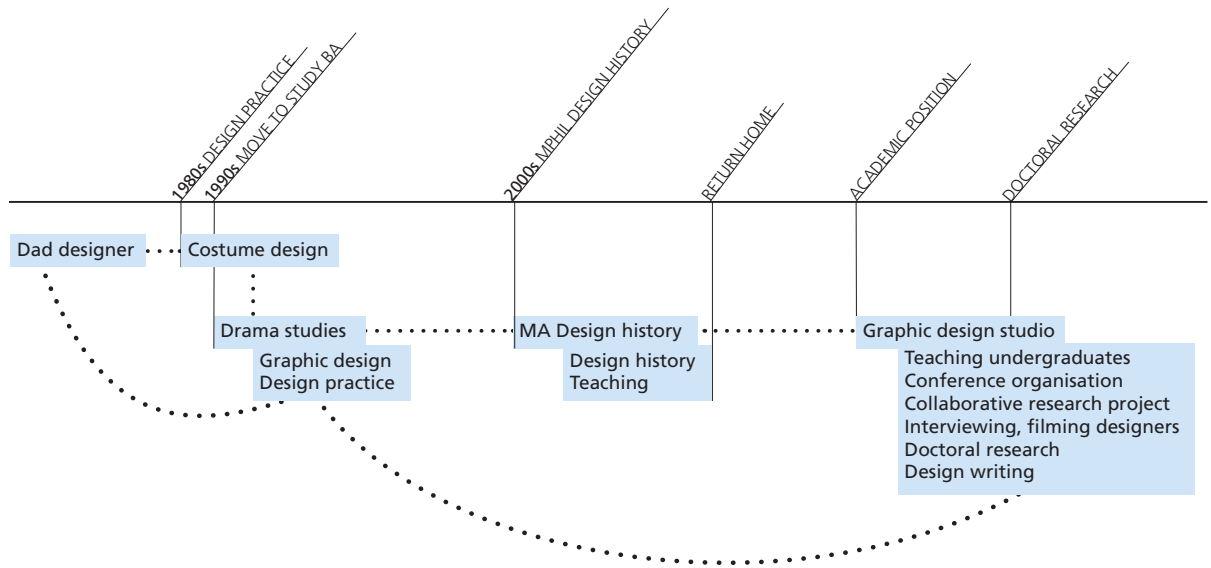 1980s DESIGN PRACTICE
1990s MOVE TO STUDY BA
2000s MPHIL DESIGN HISTORY
RETURN HOME
ACADEMIC POSITION
DOCTORAL RESEARCH
Dad designer
Costume design
Drama studies
Graphic design
Design practice
MA Design history
Design history
Teaching
Graphic design studio
Teaching undergraduates
Conference organisation
Collaborative research project
Interviewing, filming designers
Doctoral research
Design writing